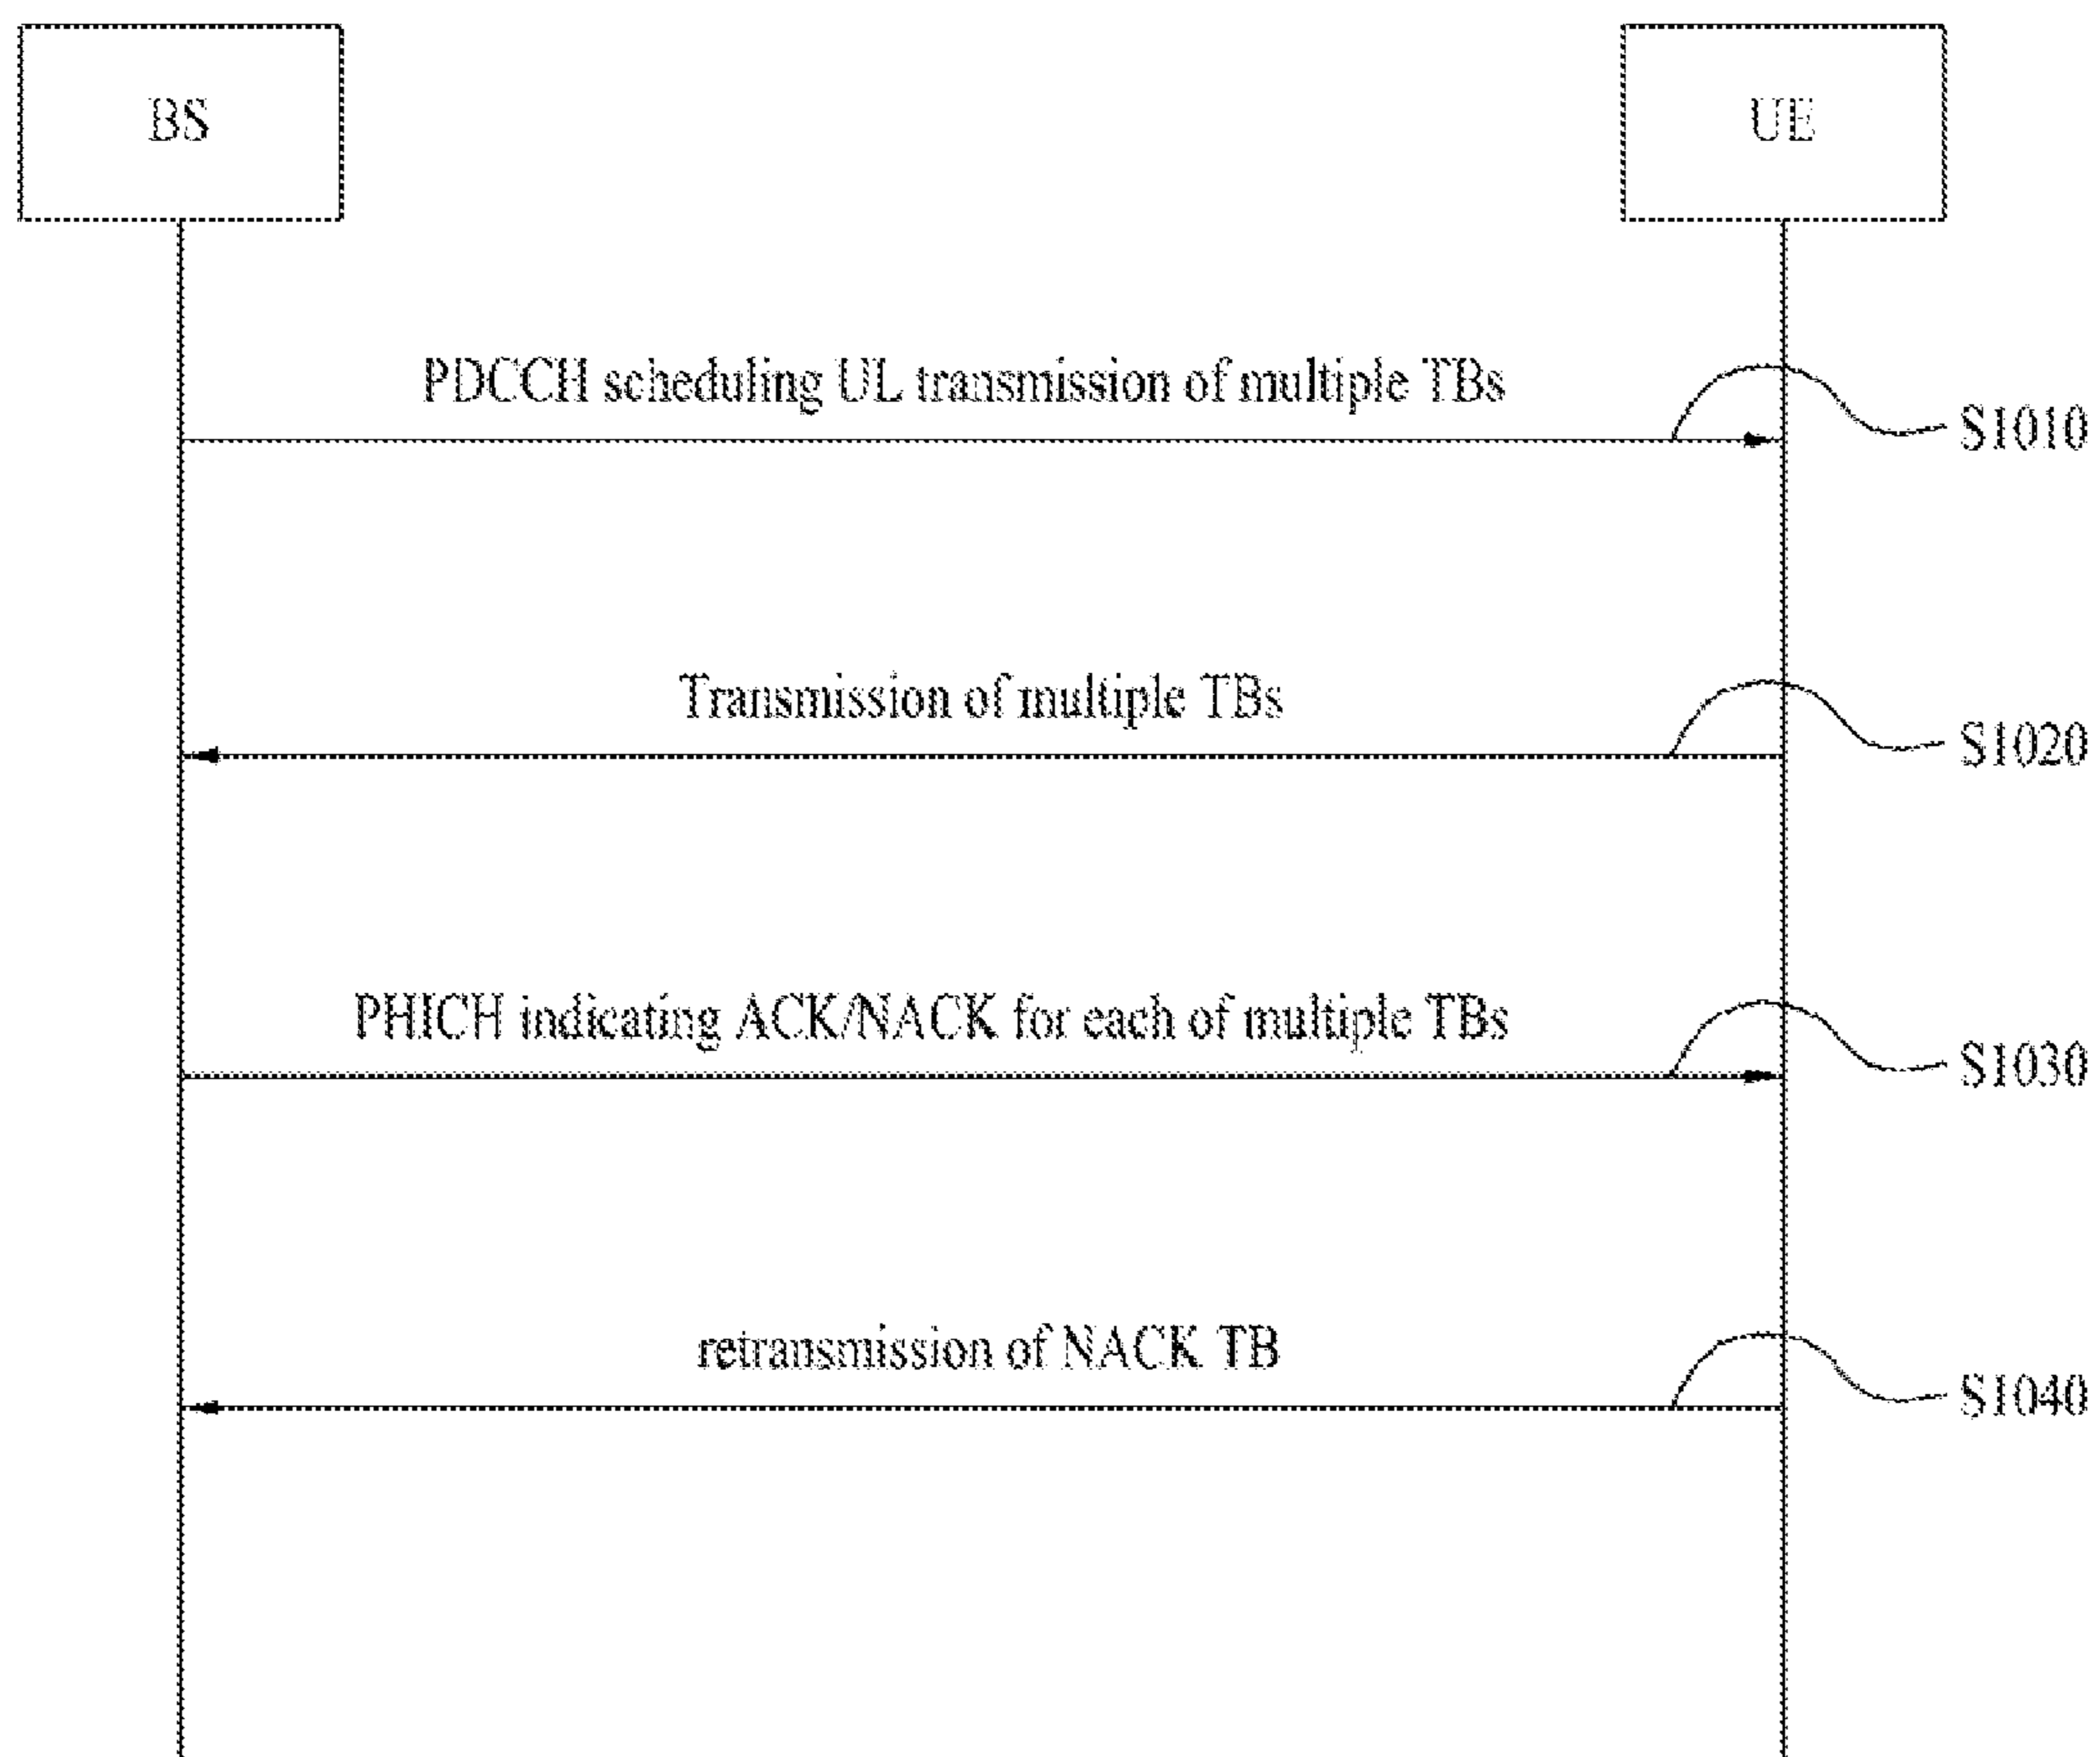 BS
UE
PDCCH scheduling UL transmission of multiple TBs
S1010
Transmission of multiple TBs
S1020
PHICH indicating ACK/NACK for each of multiple TBs
S1030
retransmission of NACK TB
S1040